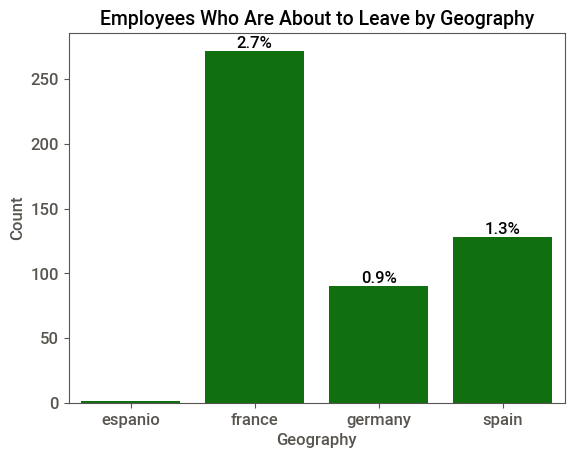 Employees Who Are About to Leave by Geography
2.7%
1.3%
0.9%
250
200
150
100
50
0
Count
espanio
france
germany
spain
Geography